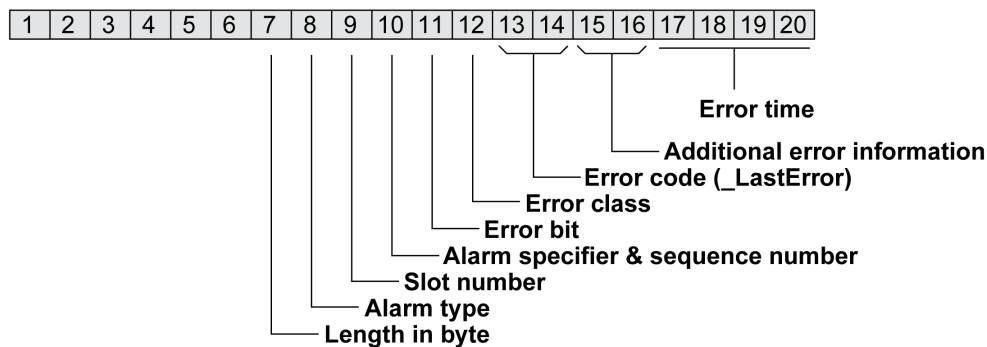 1 2 3 4 5 6 7 8 9 10 11 12 13 14 15 16 17 18 19 20
Error time
Additional error information
Error code (_LastError)
Error class
Error bit
Alarm specifier & sequence number
Slot number
Alarm type
Length in byte